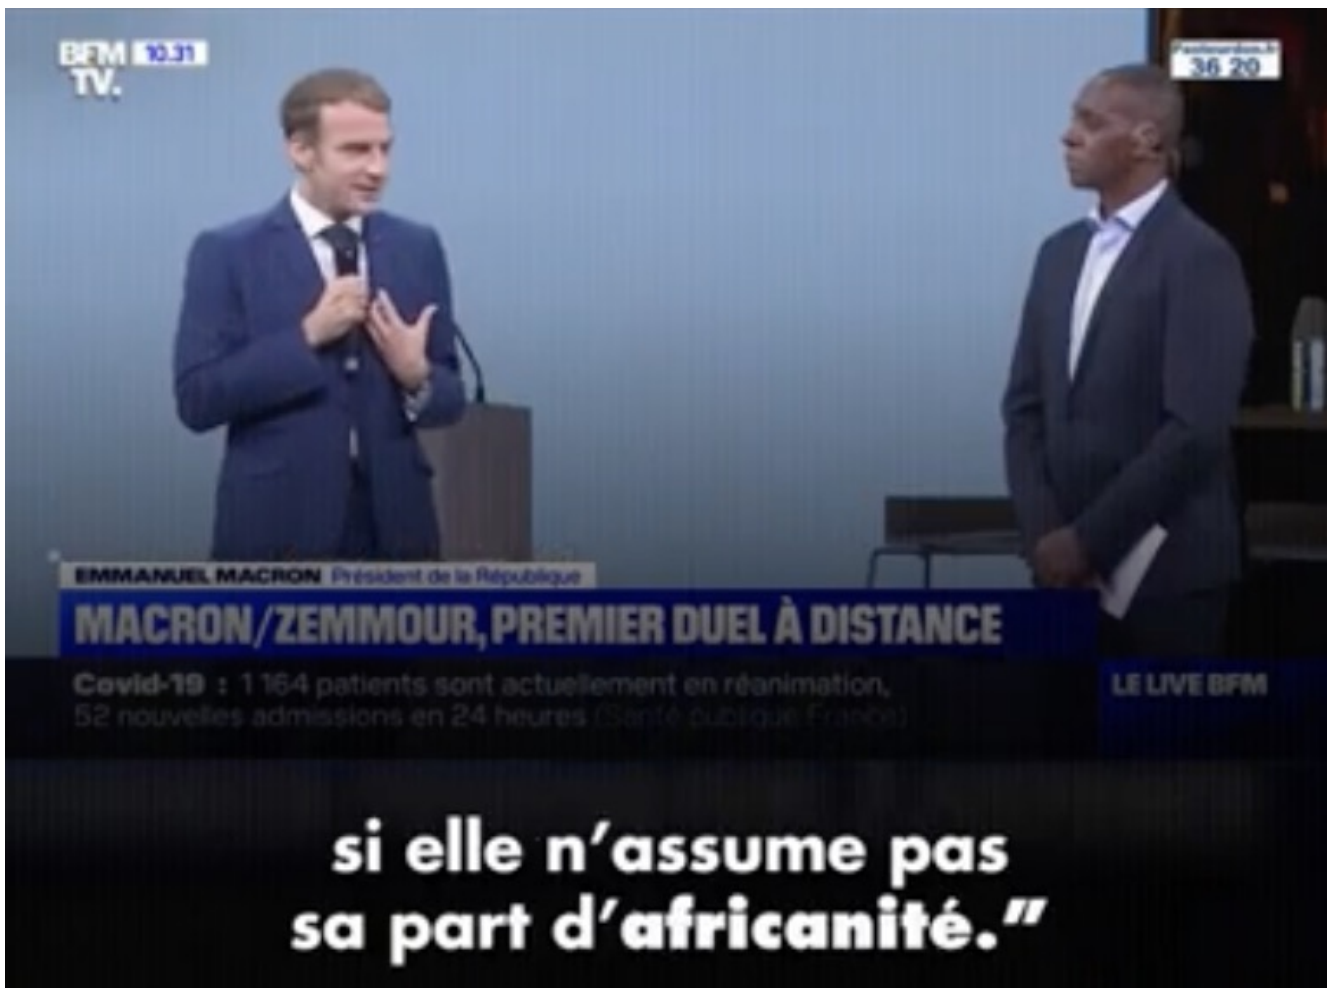 BFM
TV.
10.31
36 20
EMMANUEL MACRON Président de la République
MACRON/ZEMMOUR, PREMIER DUEL À DISTANCE
Covid-19 : 1 164 patients sont actuellement en réanimation,
52 nouvelles admissions en 24 heures (Santé publique France)
LE LIVE BFM
si elle n’assume pas
sa part d’africanité.”